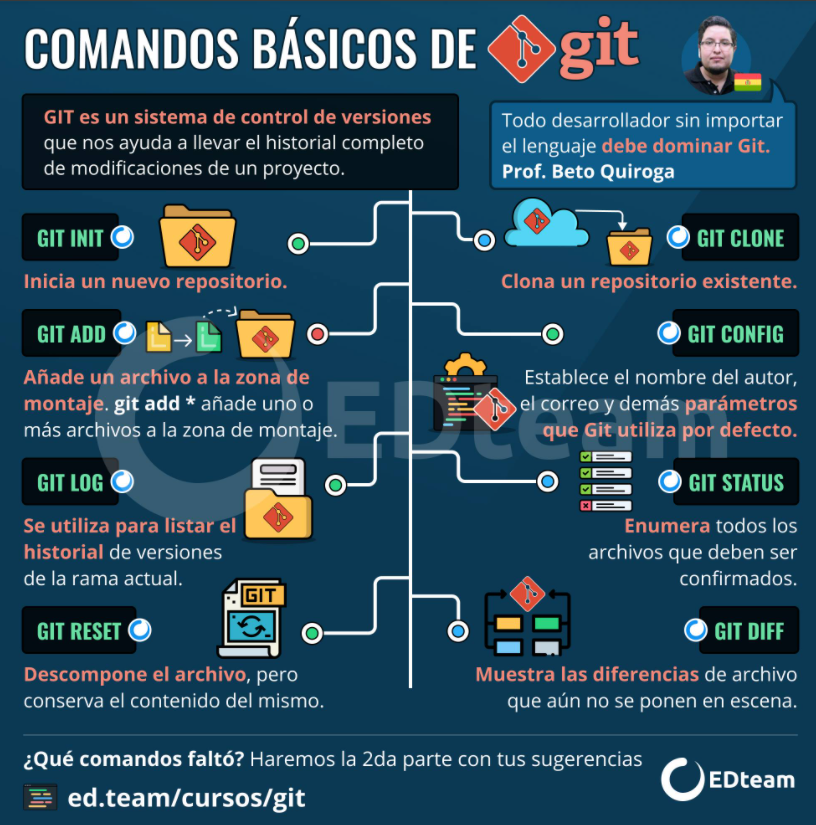 COMANDOS BÁSICOS DE git
GIT es un sistema de control de versiones
que nos ayuda a llevar el historial completo
de modificaciones de un proyecto.
Todo desarrollador sin importar
el lenguaje debe dominar Git.
Prof. Beto Quiroga
GIT INIT
Inicia un nuevo repositorio.
GIT CLONE
Clona un repositorio existente.
GIT ADD
Añade un archivo a la zona de
montaje. git add * añade uno o
más archivos a la zona de montaje.
GIT CONFIG
Establece el nombre del autor,
el correo y demás parámetros
que Git utiliza por defecto.
GIT LOG
Se utiliza para listar el
historial de versiones
de la rama actual.
GIT STATUS
Enumera todos los
archivos que deben ser
confirmados.
GIT
GIT RESET
Descompone el archivo, pero
conserva el contenido del mismo.
GIT DIFF
Muestra las diferencias de archivo
que aún no se ponen en escena.
EDteam
¿Qué comandos faltó? Haremos la 2da parte con tus sugerencias
ed.team/cursos/git
EDteam